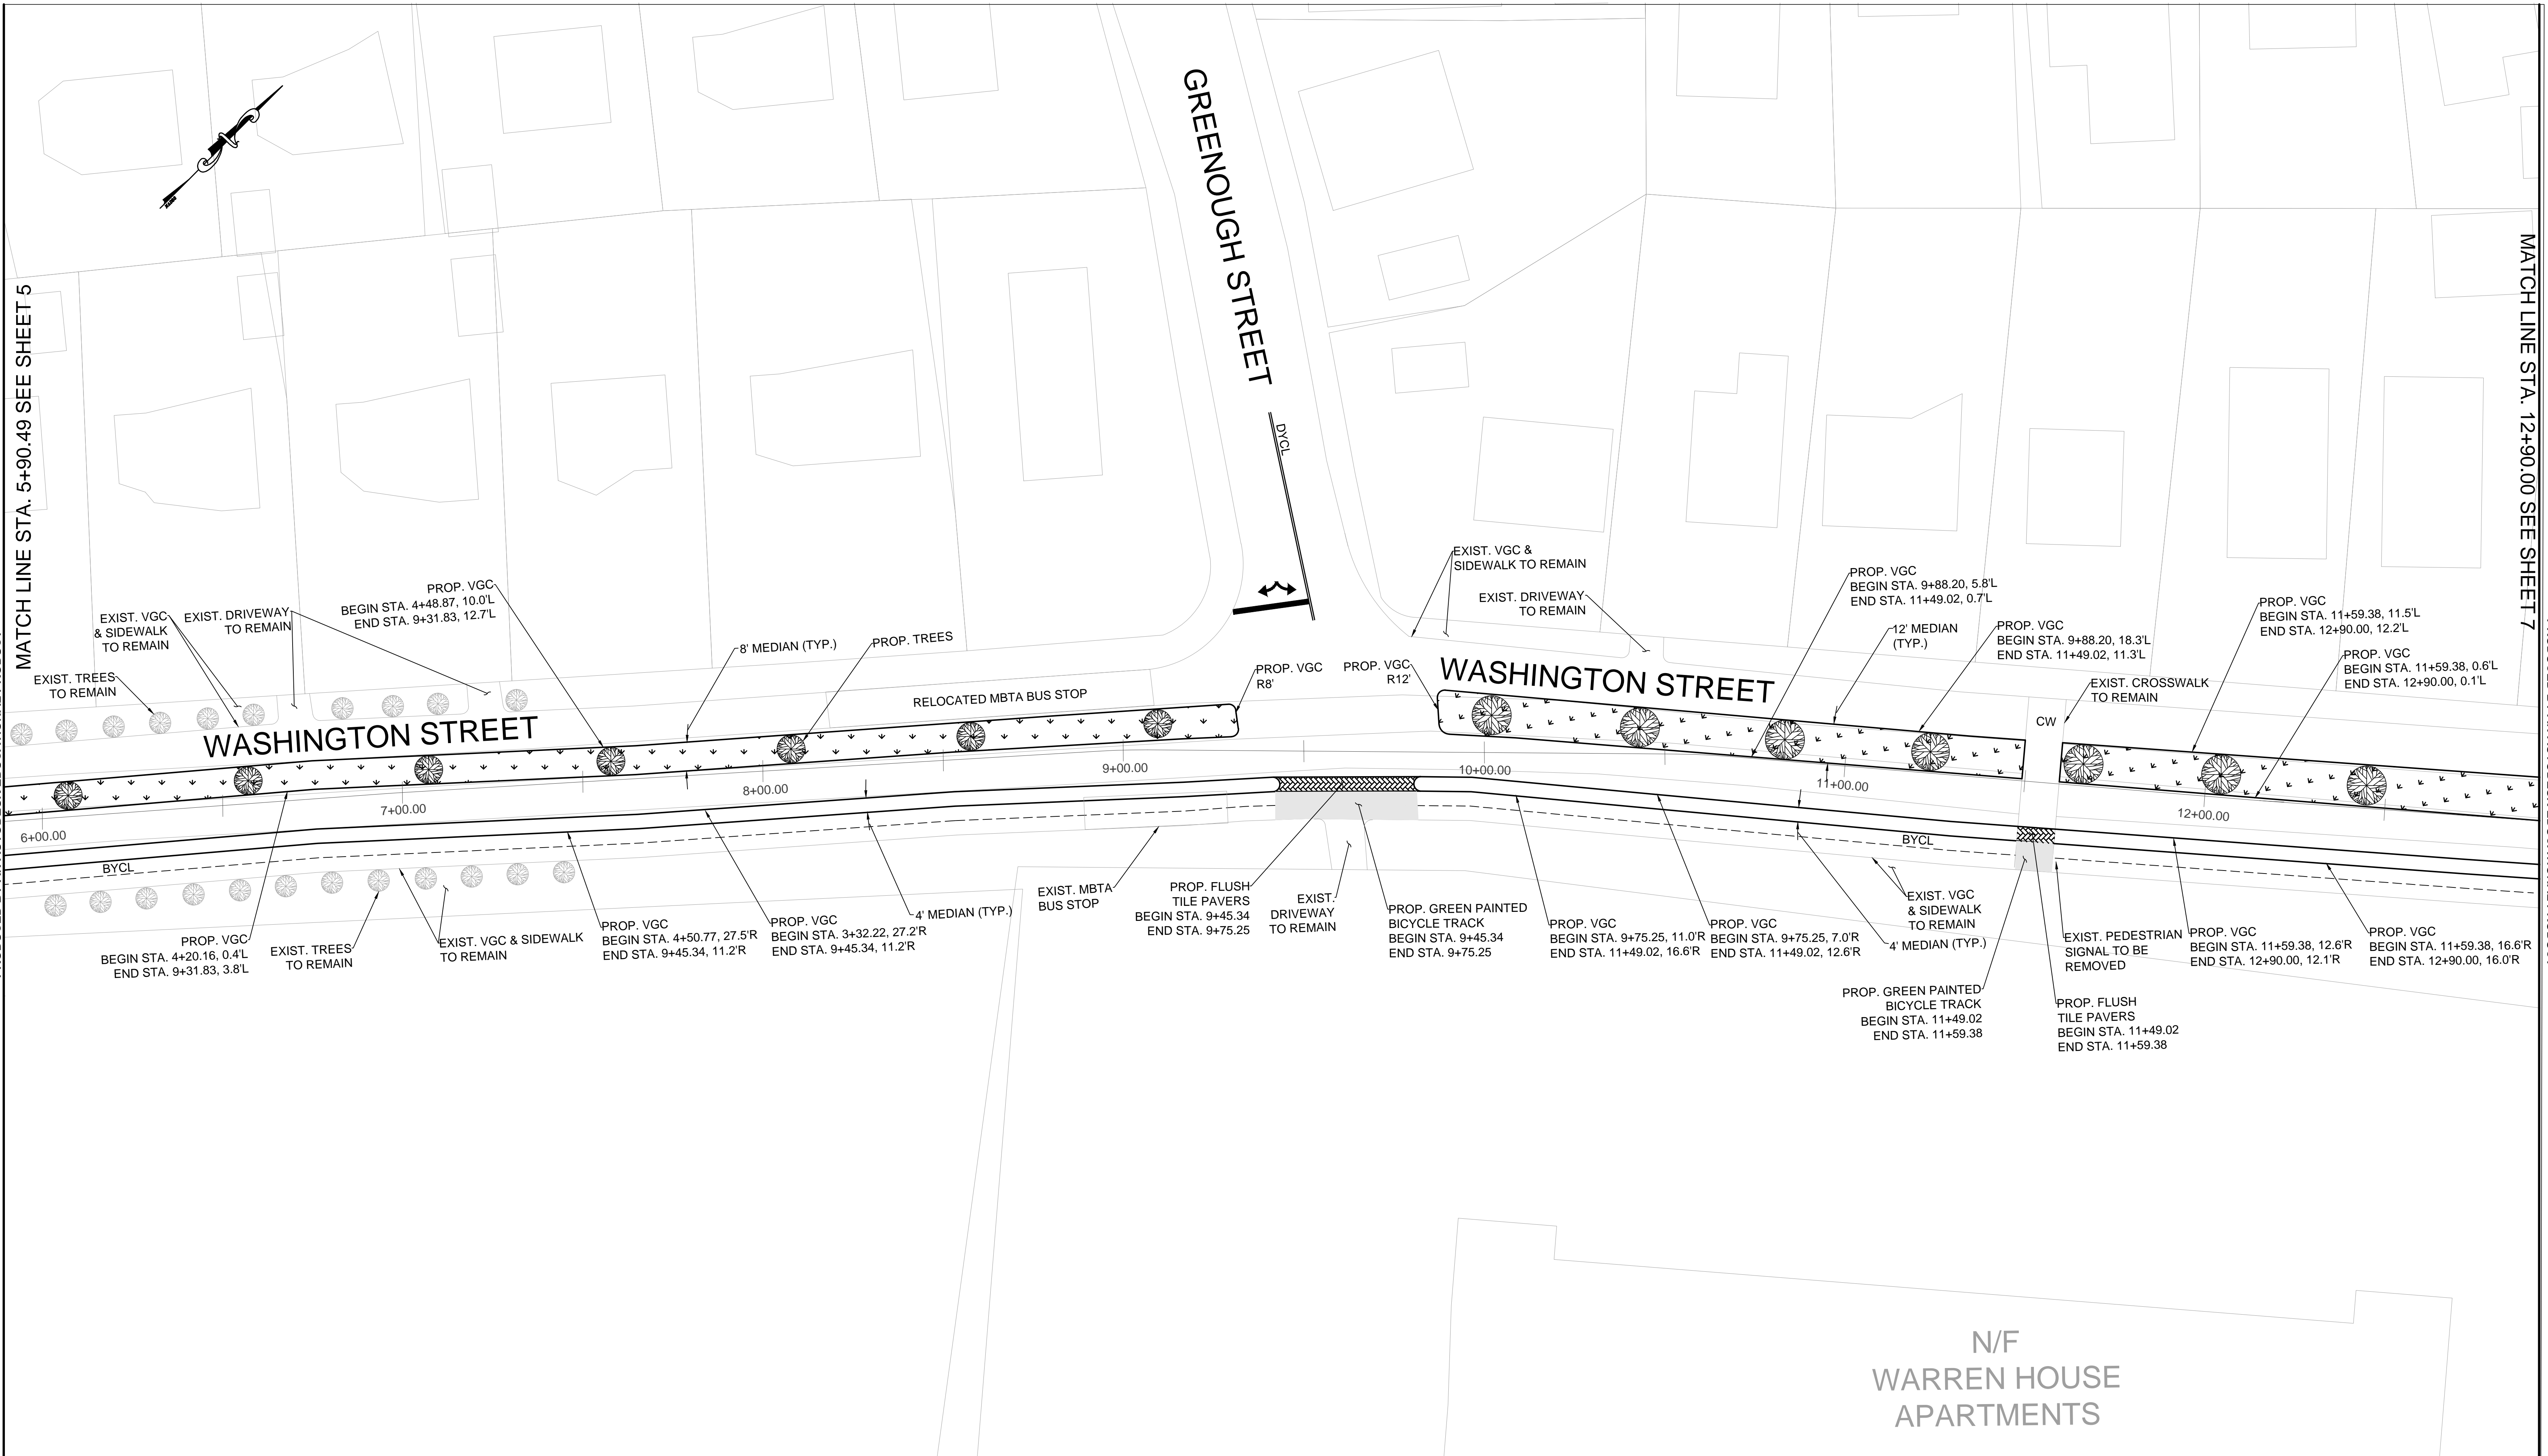 MATCH LINE STA. 5+90.49 SEE SHEET 5
GREENOUGH STREET
DYCL
MATCH LINE STA. 12+90.00 SEE SHEET 7
EXIST. TREES
TO REMAIN
EXIST. VGC
& SIDEWALK
TO REMAIN
EXIST. DRIVEWAY
TO REMAIN
PROP. VGC
BEGIN STA. 4+48.87, 10.0'L
END STA. 9+31.83, 12.7'L
8' MEDIAN (TYP.)
PROP. TREES
RELOCATED MBTA BUS STOP
PROP. VGC
R8'
PROP. VGC
R12'
EXIST. VGC &
SIDEWALK TO REMAIN
EXIST. DRIVEWAY
TO REMAIN
PROP. VGC
BEGIN STA. 9+88.20, 5.8'L
END STA. 11+49.02, 0.7'L
12' MEDIAN
(TYP.)
PROP. VGC
BEGIN STA. 9+88.20, 18.3'L
END STA. 11+49.02, 11.3'L
EXIST. CROSSWALK
TO REMAIN
CW
PROP. VGC
BEGIN STA. 11+59.38, 11.5'L
END STA. 12+90.00, 12.2'L
PROP. VGC
BEGIN STA. 11+59.38, 0.6'L
END STA. 12+90.00, 0.1'L
WASHINGTON STREET
WASHINGTON STREET
6+00.00
7+00.00
8+00.00
9+00.00
10+00.00
11+00.00
12+00.00
BYCL
BYCL
PROP. VGC
BEGIN STA. 4+20.16, 0.4'L
END STA. 9+31.83, 3.8'L
EXIST. TREES
TO REMAIN
EXIST. VGC & SIDEWALK
TO REMAIN
PROP. VGC
BEGIN STA. 4+50.77, 27.5'R
END STA. 9+45.34, 11.2'R
PROP. VGC
BEGIN STA. 3+32.22, 27.2'R
END STA. 9+45.34, 11.2'R
4' MEDIAN (TYP.)
EXIST. MBTA
BUS STOP
PROP. FLUSH
TILE PAVERS
BEGIN STA. 9+45.34
END STA. 9+75.25
EXIST.
DRIVEWAY
TO REMAIN
PROP. GREEN PAINTED
BICYCLE TRACK
BEGIN STA. 9+45.34
END STA. 9+75.25
PROP. VGC
BEGIN STA. 9+75.25, 11.0'R
END STA. 11+49.02, 16.6'R
PROP. VGC
BEGIN STA. 9+75.25, 7.0'R
END STA. 11+49.02, 12.6'R
4' MEDIAN (TYP.)
EXIST. VGC
& SIDEWALK
TO REMAIN
PROP. GREEN PAINTED
BICYCLE TRACK
BEGIN STA. 11+49.02
END STA. 11+59.38
EXIST. PEDESTRIAN
SIGNAL TO BE
REMOVED
PROP. FLUSH
TILE PAVERS
BEGIN STA. 11+49.02
END STA. 11+59.38
PROP. VGC
BEGIN STA. 11+59.38, 12.6'R
END STA. 12+90.00, 12.1'R
PROP. VGC
BEGIN STA. 11+59.38, 16.6'R
END STA. 12+90.00, 16.0'R
N/F
WARREN HOUSE
APARTMENTS